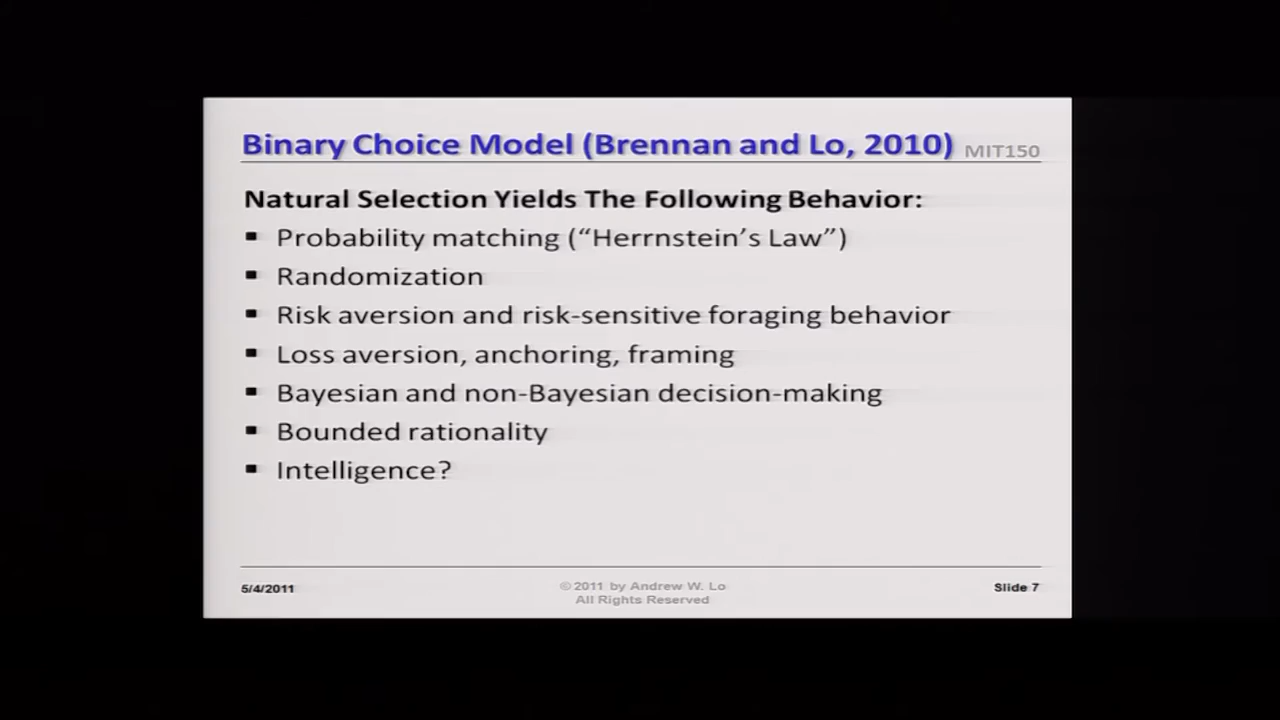 Binary Choice Model (Brennan and Lo, 2010) MIT150
Natural Selection Yields The Following Behavior:
▪ Probability matching (“Herrnstein’s Law”)
▪ Randomization
▪ Risk aversion and risk-sensitive foraging behavior
▪ Loss aversion, anchoring, framing
▪ Bayesian and non-Bayesian decision-making
▪ Bounded rationality
▪ Intelligence?
5/4/2011
© 2011 by Andrew W. Lo
All Rights Reserved
Slide 7